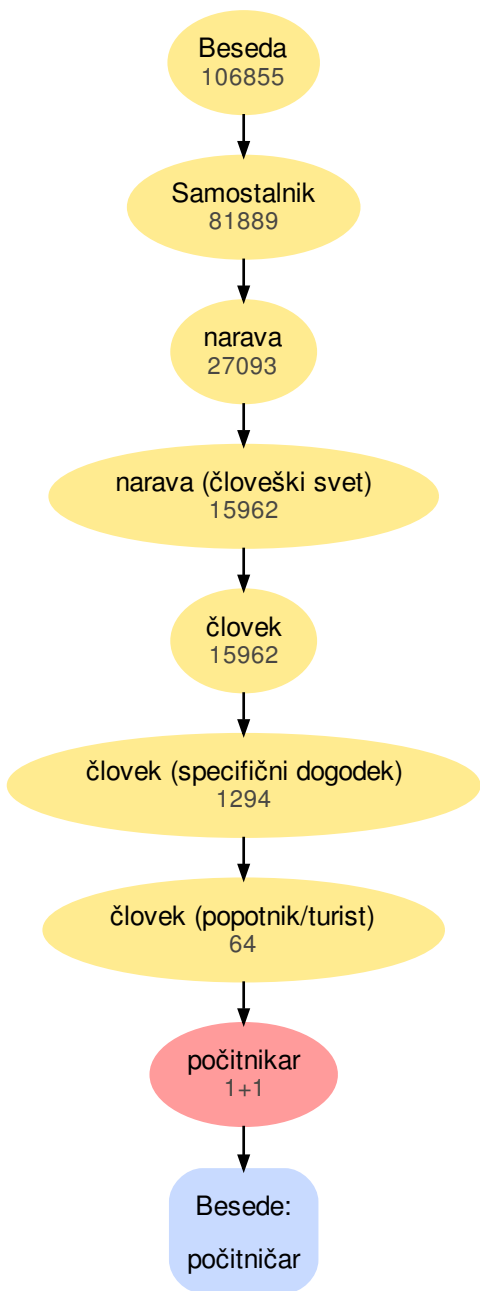 Beseda
106855
Samostalnik
81889
narava
27093
narava (človeški svet)
15962
človek
15962
človek (specifični dogodek)
1294
človek (popotnik/turist)
64
počitnikar
1+1
Besede:
počitničar